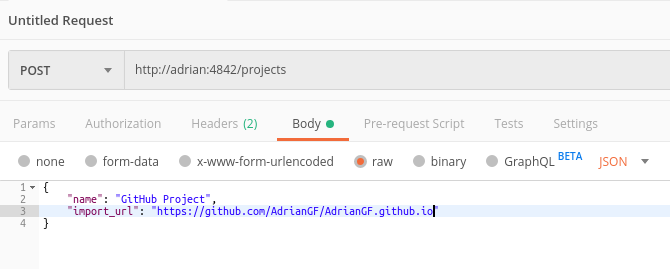 Untitled Request
POST http://adrian:4842/projects
Params Authorization Headers (2) Body Pre-request Script Tests Settings
none form-data x-www-form-urlencoded raw binary GraphQL BETA JSON
1 {
2 "name": "GitHub Project",
3 "import_url": "https://github.com/AdrianGF/AdrianGF.github.io"
4 }